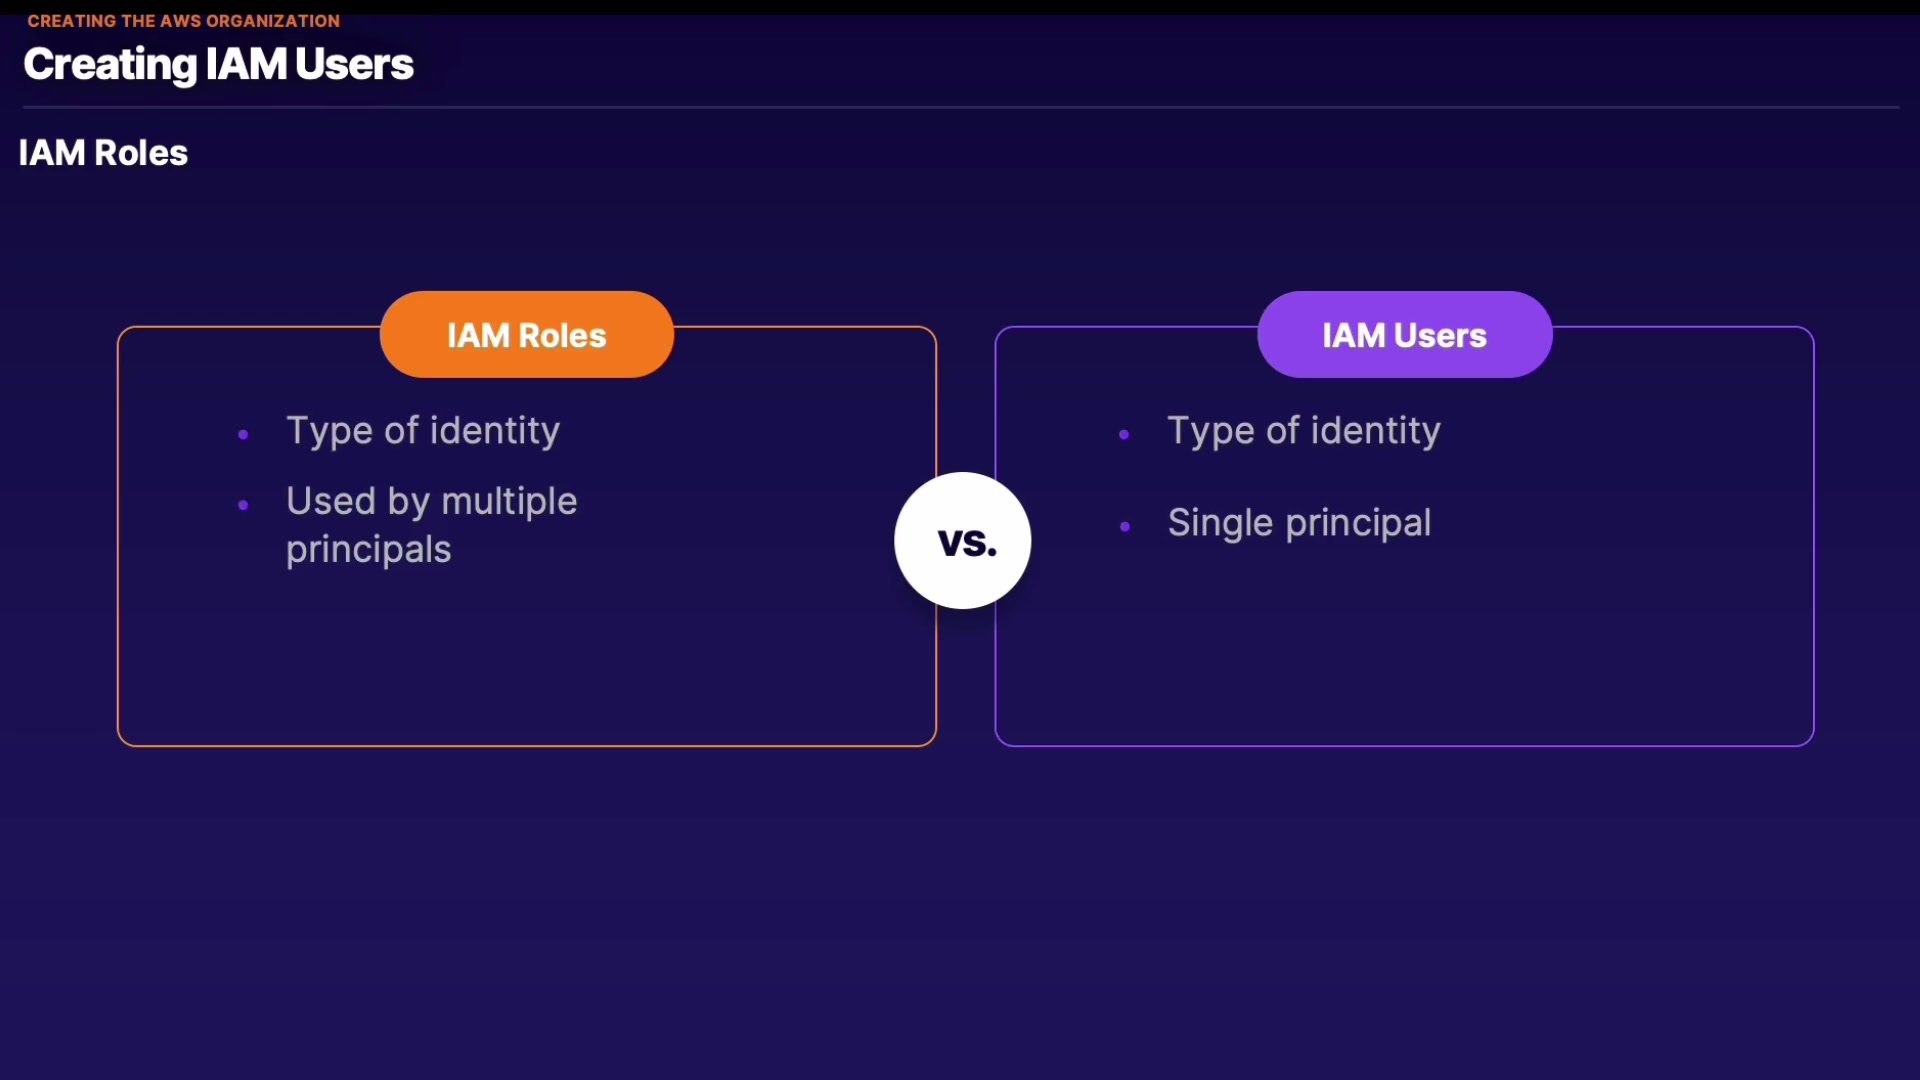 CREATING THE AWS ORGANIZATION
Creating IAM Users
IAM Roles
IAM Roles
• Type of identity
• Used by multiple
principals
vs.
IAM Users
• Type of identity
• Single principal